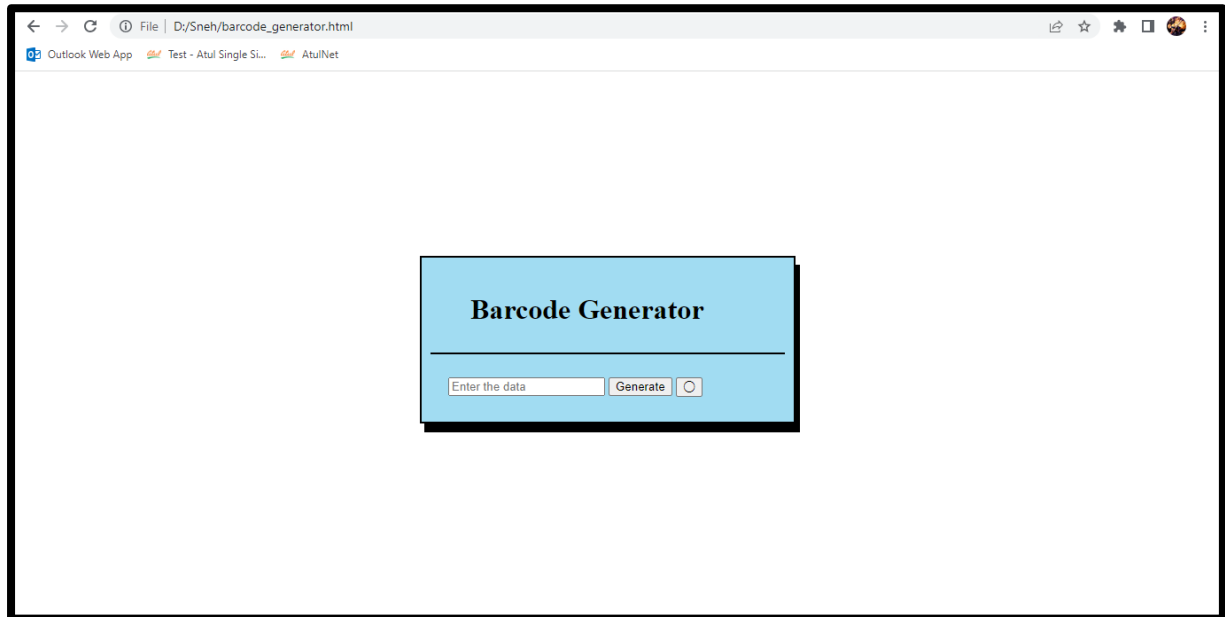 File | D:/Sneh/barcode_generator.html
Outlook Web App Test - Atul Single Si... AtulNet
Barcode Generator
Enter the data Generate